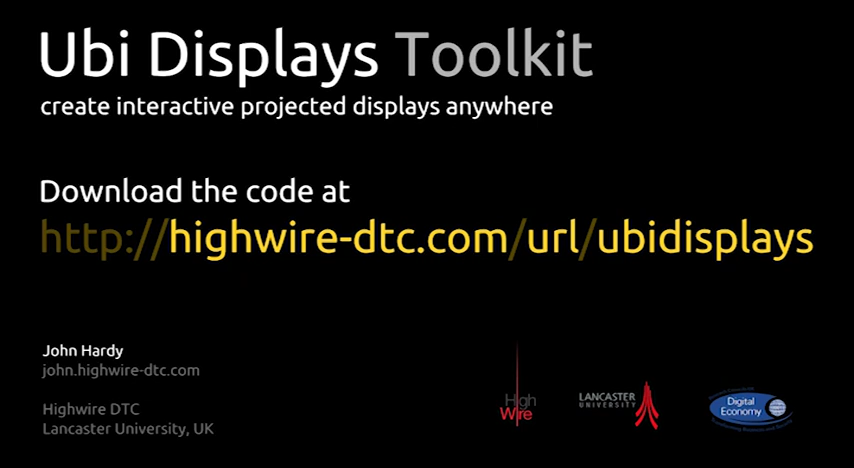 Ubi Displays Toolkit
create interactive projected displays anywhere
Download the code at
http://highwire-dtc.com/url/ubidisplays
John Hardy
john.highwire-dtc.com
Highwire DTC
Lancaster University, UK
High
Wire
LANCASTER
UNIVERSITY
Digital
Economy